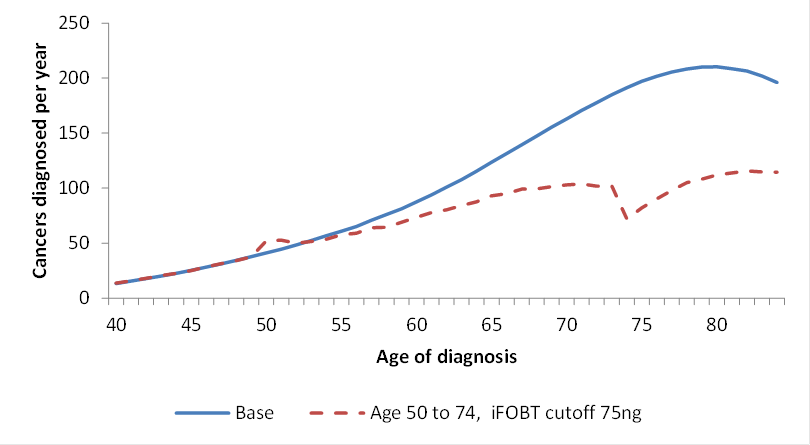 250
200
150
100
50
0
Cancers diagnosed per year
40 45 50 55 60 65 70 75 80
Age of diagnosis
Base Age 50 to 74, iFOBT cutoff 75ng